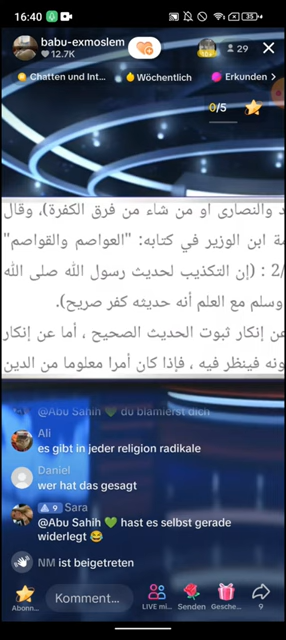 16:40
35
babu-exmoslem
12.7K
29
Chatten und Int...
Wöchentlich
Erkunden
0/5
د والنصارى او من شاء من فرق الكفرة)، وقال
مة ابن الوزير في كتابه: "العواصم والقواصم"
2/ : (إن التكذيب لحديث رسول الله صلى الله
وسلم مع العلم أنه حديثه كفر صريح).
عن إنكار ثبوت الحديث الصحيح ، أما عن إنكار
ونه فينظر فيه ، فإذا كان أمرا معلوما من الدين
@Abu Sahih 💚 du blamierst dich
Ali
es gibt in jeder religion radikale
Daniel
wer hat das gesagt
9 Sara
@Abu Sahih 💚 hast es selbst gerade
widerlegt 😂
NM ist beigetreten
Komment...
Abonn...
LIVE mi...
Senden
Gesche...
9